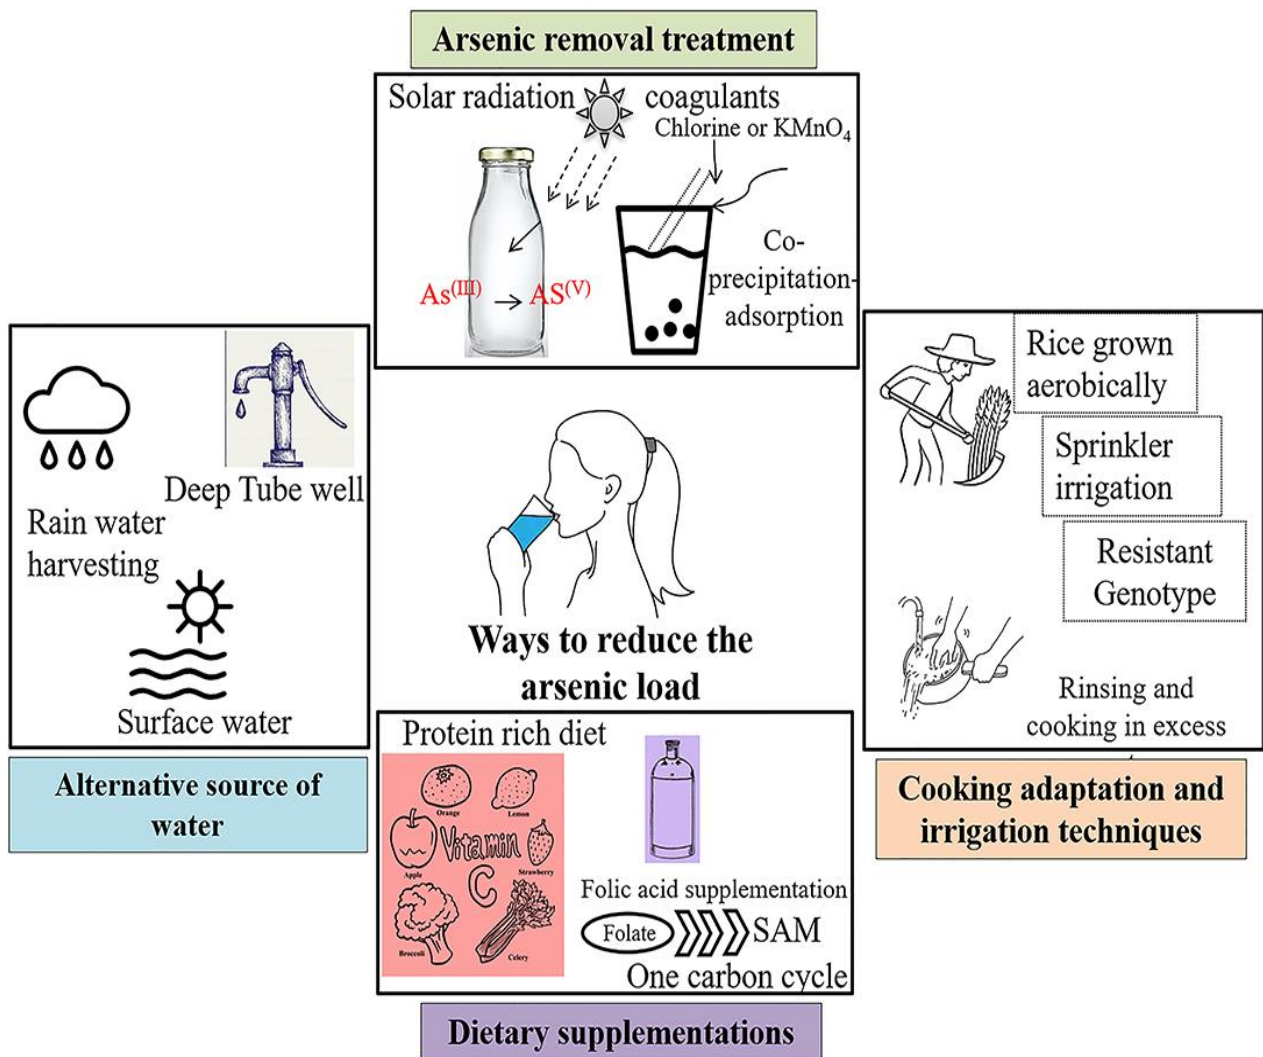 Arsenic removal treatment
Solar radiation
coagulants
Chlorine or KMnO₄
As(III)
AS(V)
Co-
precipitation-
adsorption
Deep Tube well
Rain water
harvesting
Surface water
Alternative source of
water
Ways to reduce the
arsenic load
Rice grown
aerobically
Sprinkler
irrigation
Resistant
Genotype
Rinsing and
cooking in excess
Cooking adaptation and
irrigation techniques
Protein rich diet
Orange
Lemon
Apple
Vitamin
C
Strawberry
Broccoli
Celery
Folic acid supplementation
Folate
SAM
One carbon cycle
Dietary supplementations